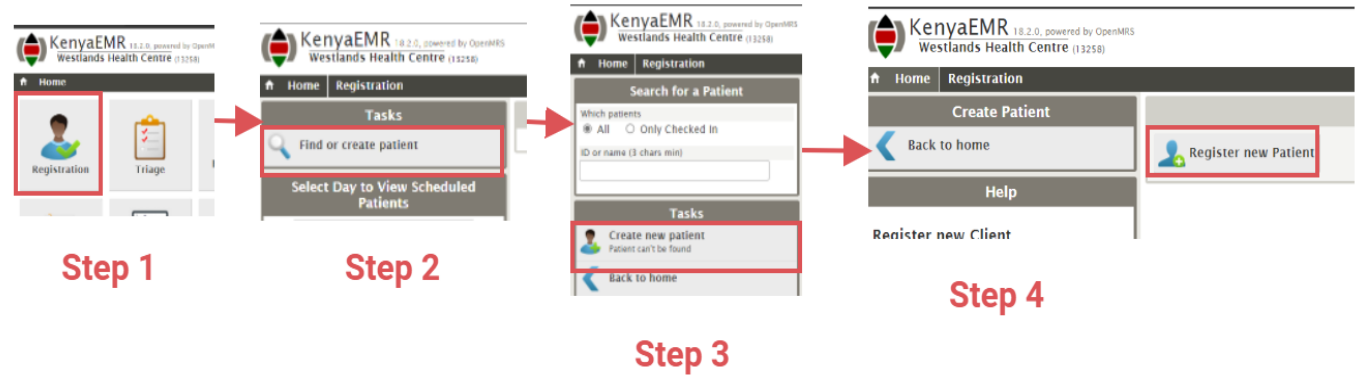 KenyaEMR 18.2.0, powered by OpenM
Westlands Health Centre (13258)
Home
Registration
Triage
Step 1
KenyaEMR 18.2.0, powered by OpenMRS
Westlands Health Centre (13258)
Home Registration
Tasks
Find or create patient
Select Day to View Scheduled
Patients
Step 2
KenyaEMR 18.2.0, powered by OpenMRS
Westlands Health Centre (13258)
Home Registration
Search for a Patient
Which patients
All Only Checked In
ID or name (3 chars min)
Tasks
Create new patient
Patient can't be found
Back to home
Step 3
KenyaEMR 18.2.0, powered by OpenMRS
Westlands Health Centre (13258)
Home Registration
Create Patient
Back to home
Help
Register new Client
Register new Patient
Step 4